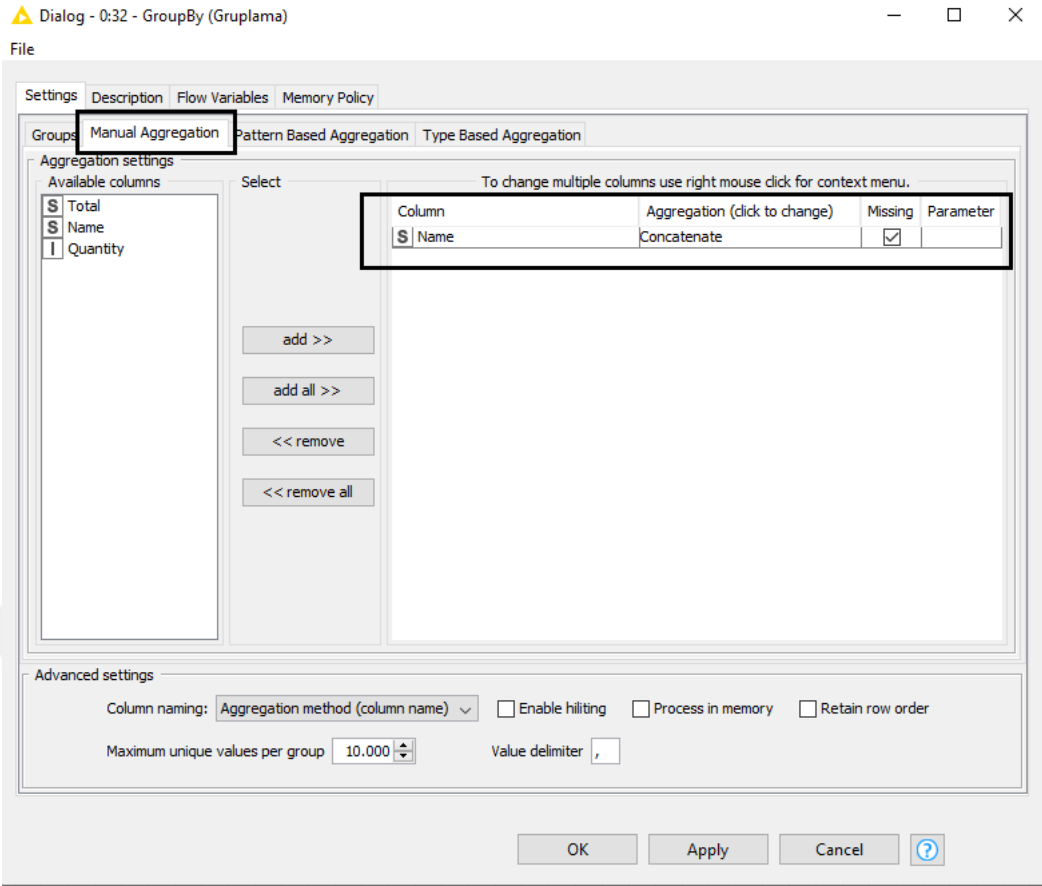 Dialog - 0:32 - GroupBy (Gruplama)
File
Settings Description Flow Variables Memory Policy
Groups Manual Aggregation Pattern Based Aggregation Type Based Aggregation
Aggregation settings
Available columns Select To change multiple columns use right mouse click for context menu.
S Total
S Name
I Quantity
Column Aggregation (click to change) Missing Parameter
S Name Concatenate
add >>
add all >>
<< remove
<< remove all
Advanced settings
Column naming: Aggregation method (column name) Enable hiliting Process in memory Retain row order
Maximum unique values per group 10.000 Value delimiter ,
OK Apply Cancel ?